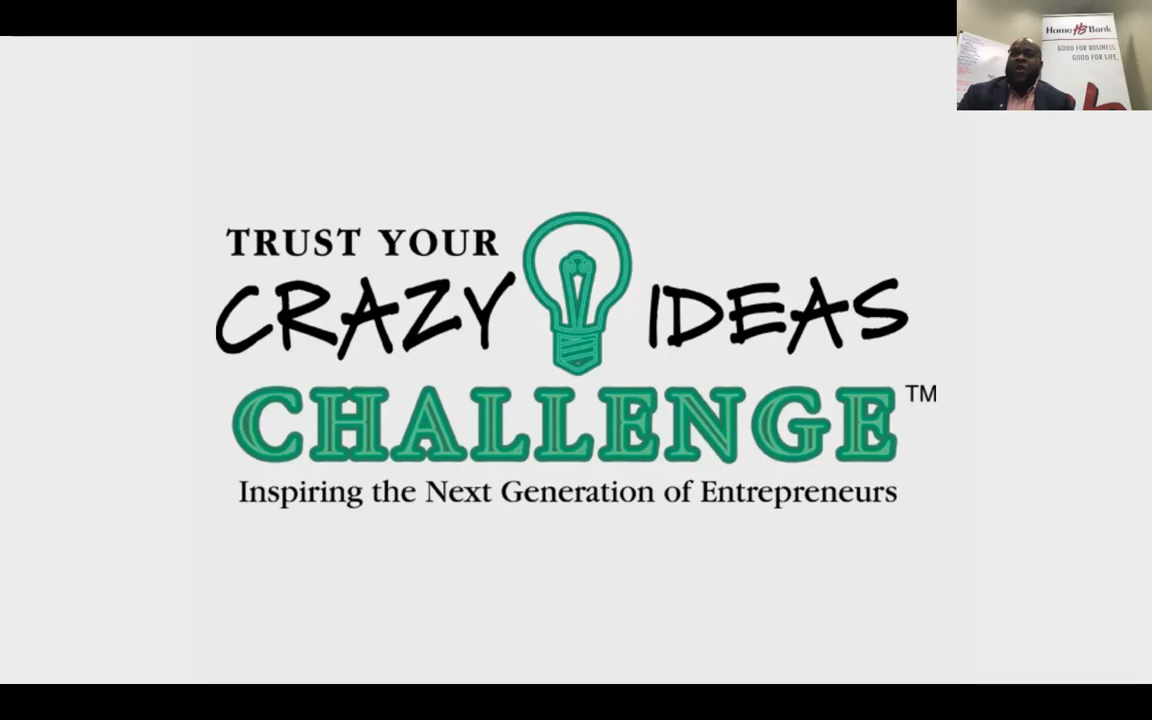 Home Bank
GOOD FOR BUSINESS.
GOOD FOR LIFE.
TRUST YOUR
CRAZY IDEAS
CHALLENGE™
Inspiring the Next Generation of Entrepreneurs